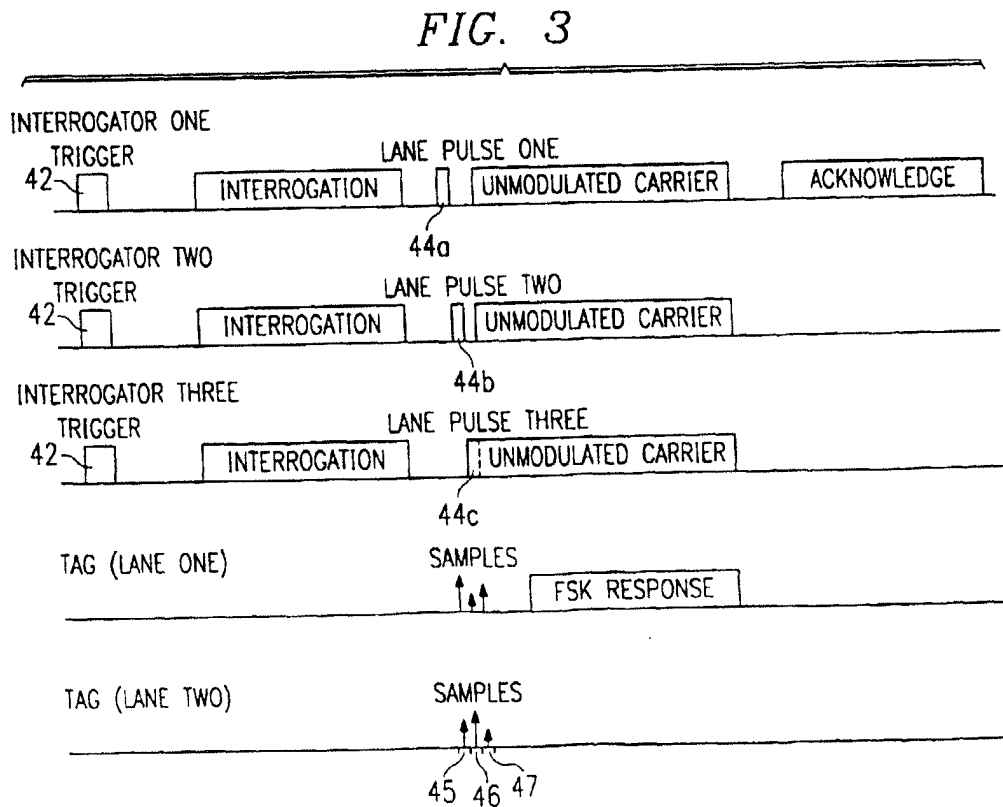 FIG. 3
INTERROGATOR ONE
TRIGGER
LANE PULSE ONE
42
INTERROGATION
UNMODULATED CARRIER
ACKNOWLEDGE
44a
INTERROGATOR TWO
TRIGGER
LANE PULSE TWO
42
INTERROGATION
UNMODULATED CARRIER
44b
INTERROGATOR THREE
TRIGGER
LANE PULSE THREE
42
INTERROGATION
UNMODULATED CARRIER
44c
TAG (LANE ONE)
SAMPLES
FSK RESPONSE
TAG (LANE TWO)
SAMPLES
45 46 47